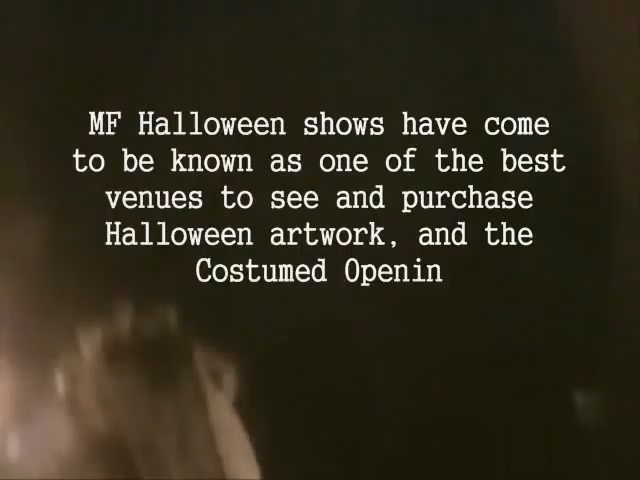 MF Halloween shows have come
to be known as one of the best
venues to see and purchase
Halloween artwork, and the
Costumed Openin